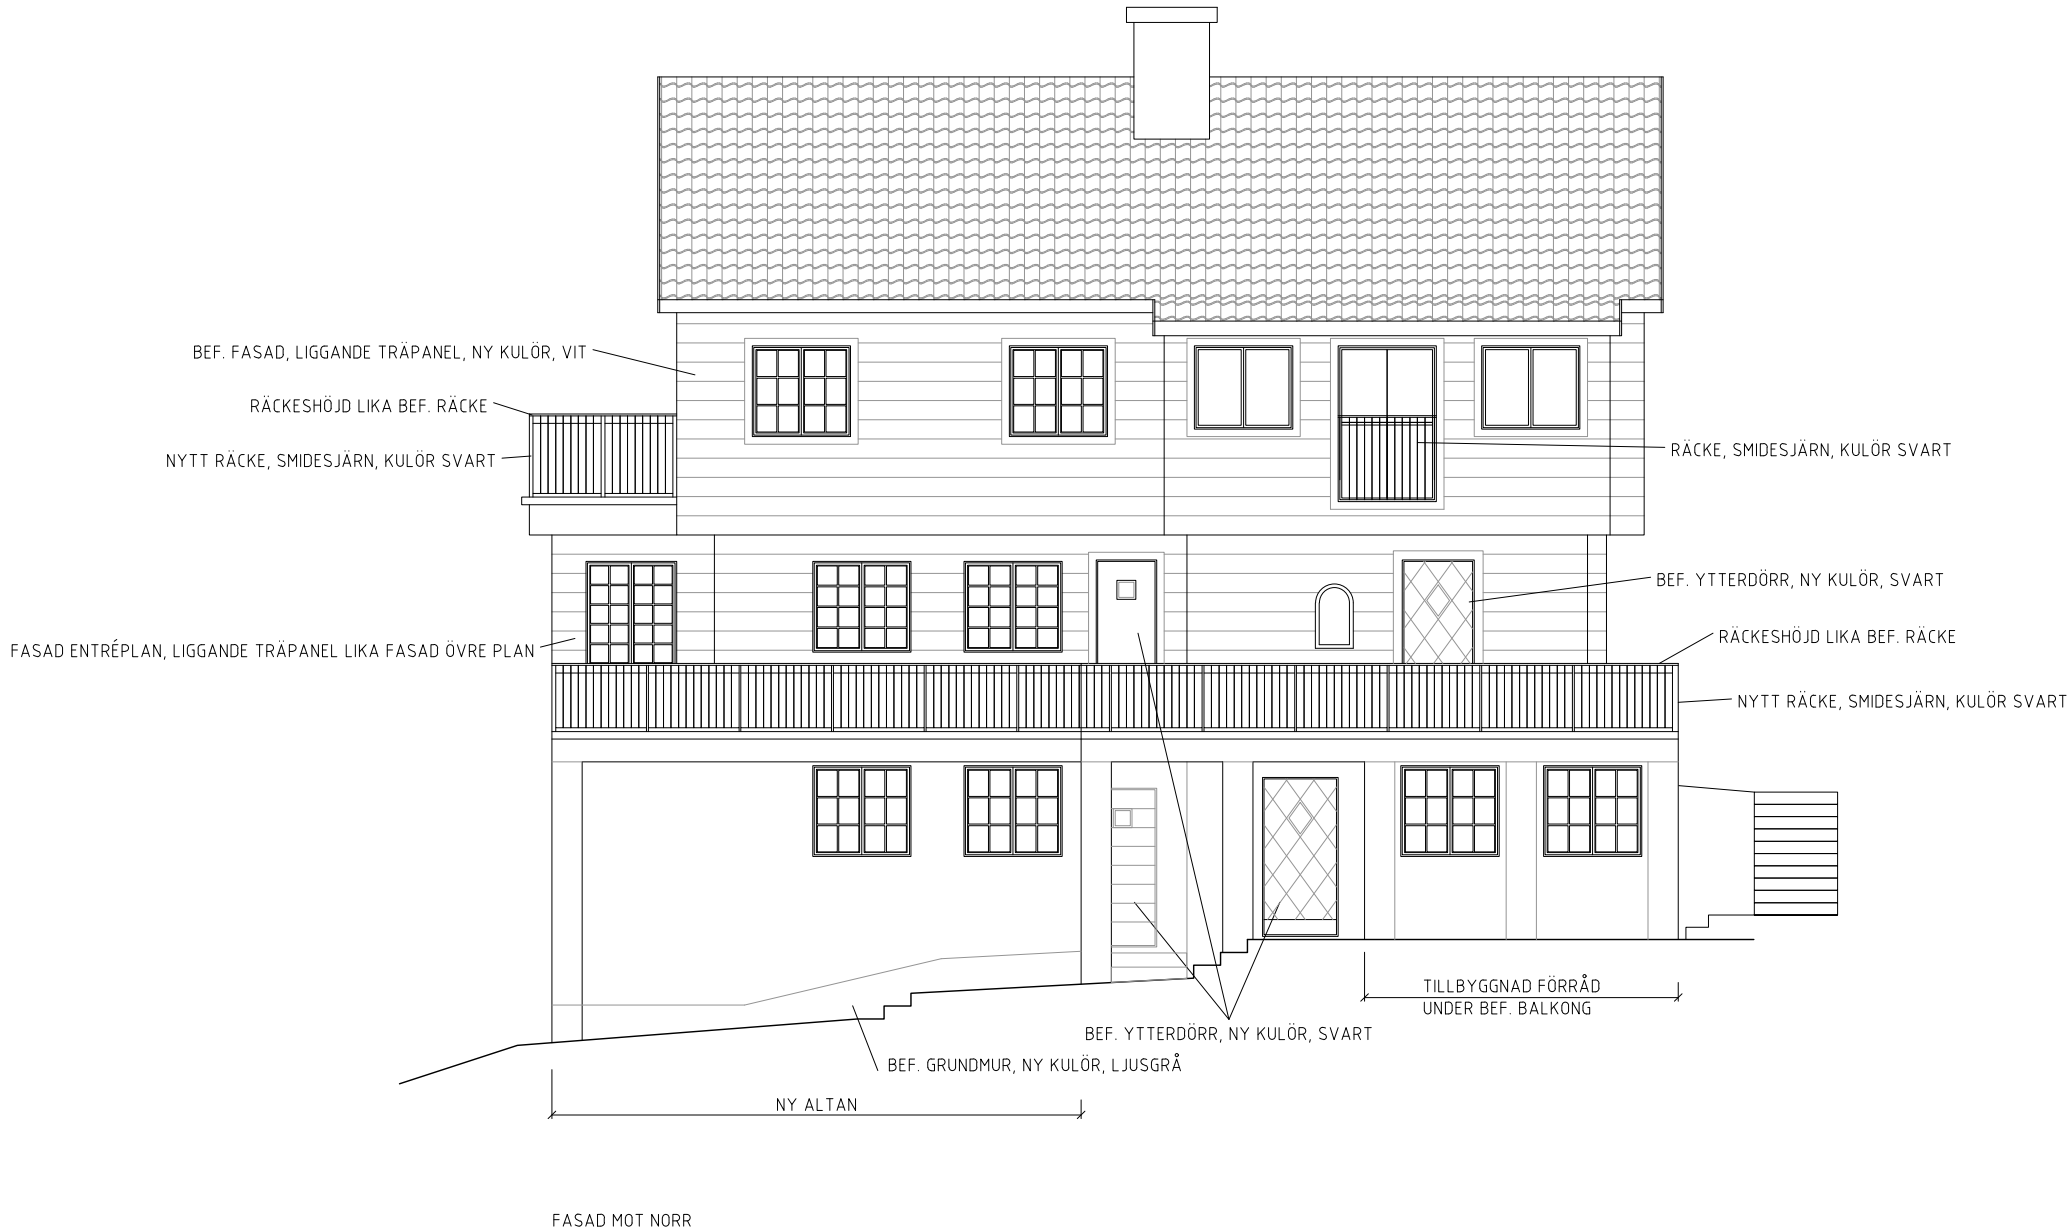 BEF. FASAD, LIGGANDE TRÄPANEL, NY KULÖR, VIT
RÄCKESHÖJD LIKA BEF. RÄCKE
NYTT RÄCKE, SMIDESJÄRN, KULÖR SVART
RÄCKE, SMIDESJÄRN, KULÖR SVART
BEF. YTTERDÖRR, NY KULÖR, SVART
FASAD ENTRÉPLAN, LIGGANDE TRÄPANEL LIKA FASAD ÖVRE PLAN
RÄCKESHÖJD LIKA BEF. RÄCKE
NYTT RÄCKE, SMIDESJÄRN, KULÖR SVART
TILLBYGGNAD FÖRRÅD
UNDER BEF. BALKONG
BEF. YTTERDÖRR, NY KULÖR, SVART
BEF. GRUNDMUR, NY KULÖR, LJUSGRÅ
NY ALTAN
FASAD MOT NORR